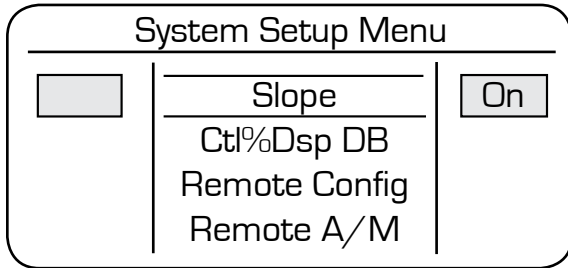 System Setup Menu
Slope On
Ctl%Dsp DB
Remote Config
Remote A/M